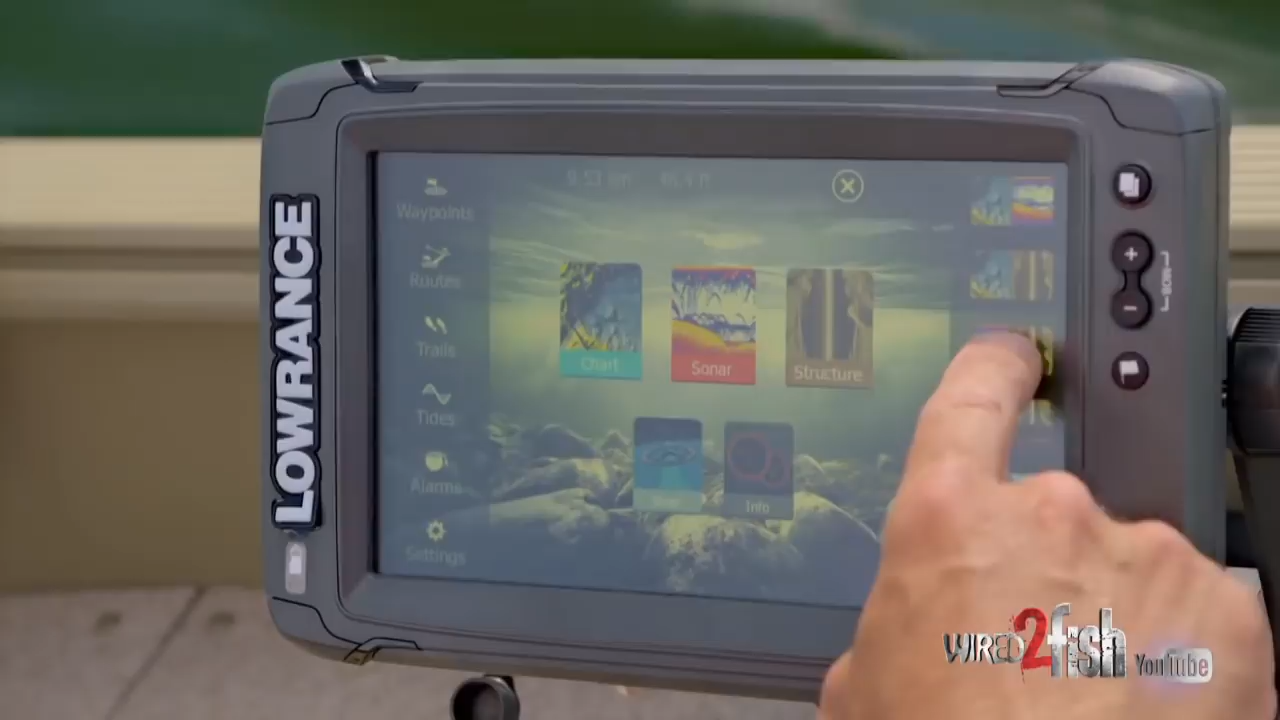 LOWRANCE
Waypoints
Routes
Trails
Tides
Alarms
Settings
Chart
Sonar
Structure
Info
+
-
WIRED2fish
YouTube